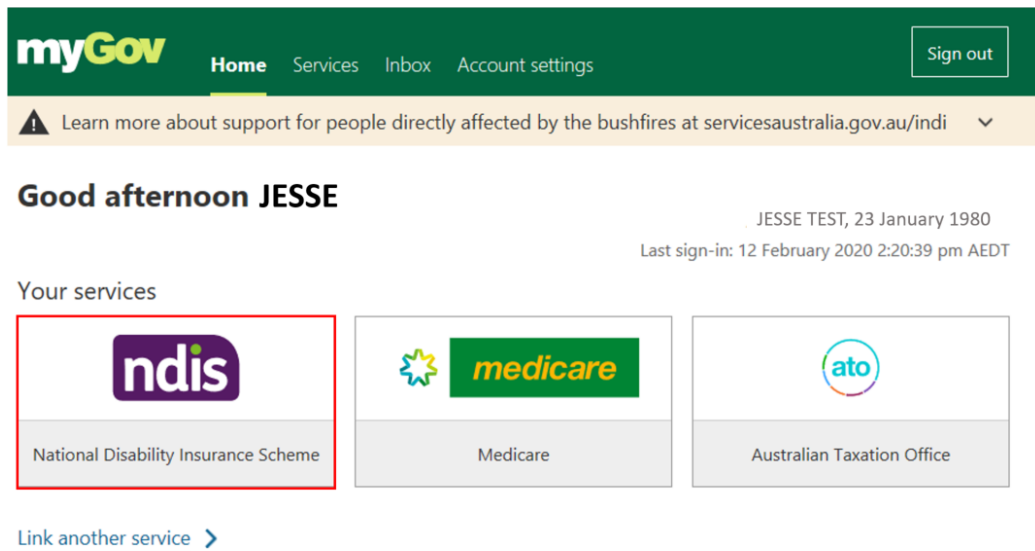 myGov Home Services Inbox Account settings Sign out
Learn more about support for people directly affected by the bushfires at servicesaustralia.gov.au/indi
Good afternoon JESSE
JESSE TEST, 23 January 1980
Last sign-in: 12 February 2020 2:20:39 pm AEDT
Your services
ndis medicare ato
National Disability Insurance Scheme Medicare Australian Taxation Office
Link another service